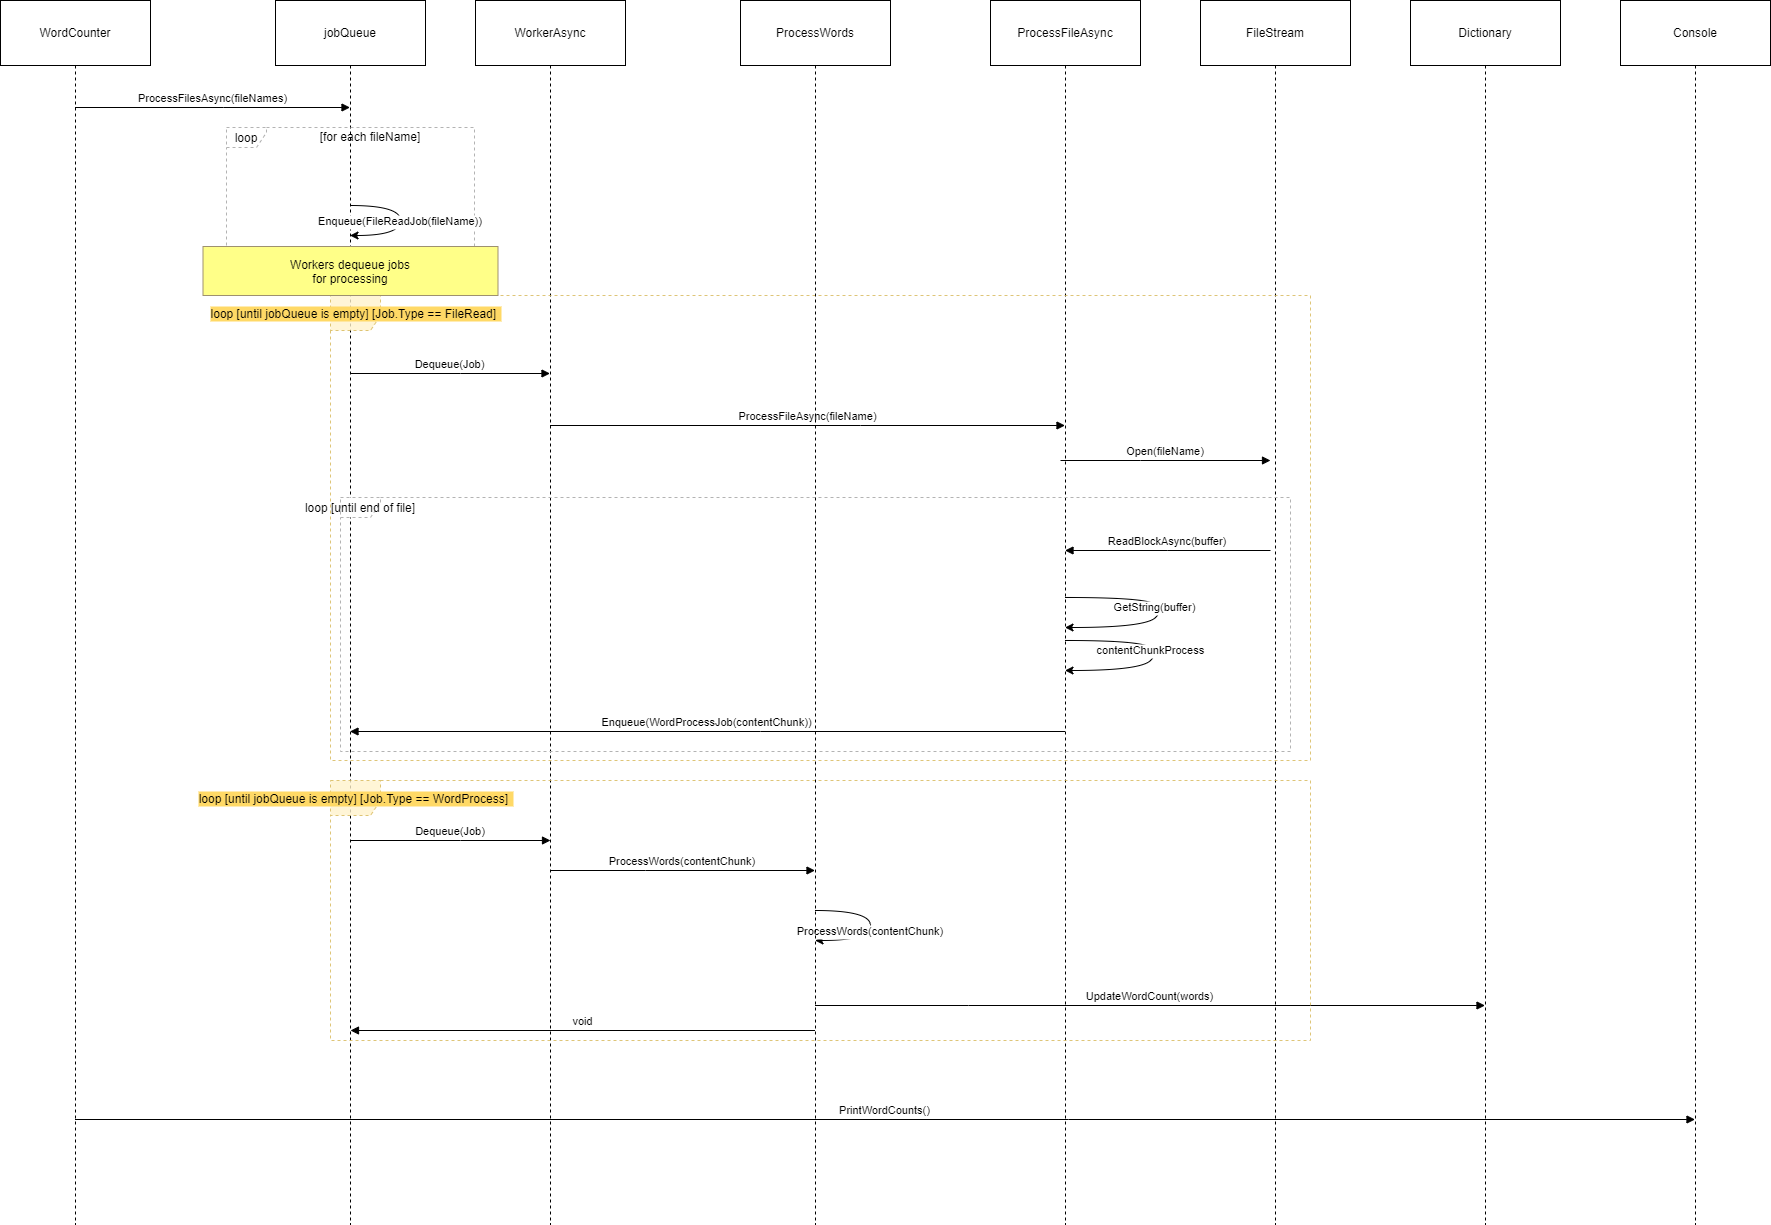 WordCounter
jobQueue
WorkerAsync
ProcessWords
ProcessFileAsync
FileStream
Dictionary
Console
ProcessFilesAsync(fileNames)
loop
[for each fileName]
Enqueue(FileReadJob(fileName))
Workers dequeue jobs
for processing
loop [until jobQueue is empty] [Job.Type == FileRead]
Dequeue(Job)
ProcessFileAsync(fileName)
Open(fileName)
loop [until end of file]
ReadBlockAsync(buffer)
GetString(buffer)
contentChunkProcess
Enqueue(WordProcessJob(contentChunk))
loop [until jobQueue is empty] [Job.Type == WordProcess]
Dequeue(Job)
ProcessWords(contentChunk)
ProcessWords(contentChunk)
UpdateWordCount(words)
void
PrintWordCounts()